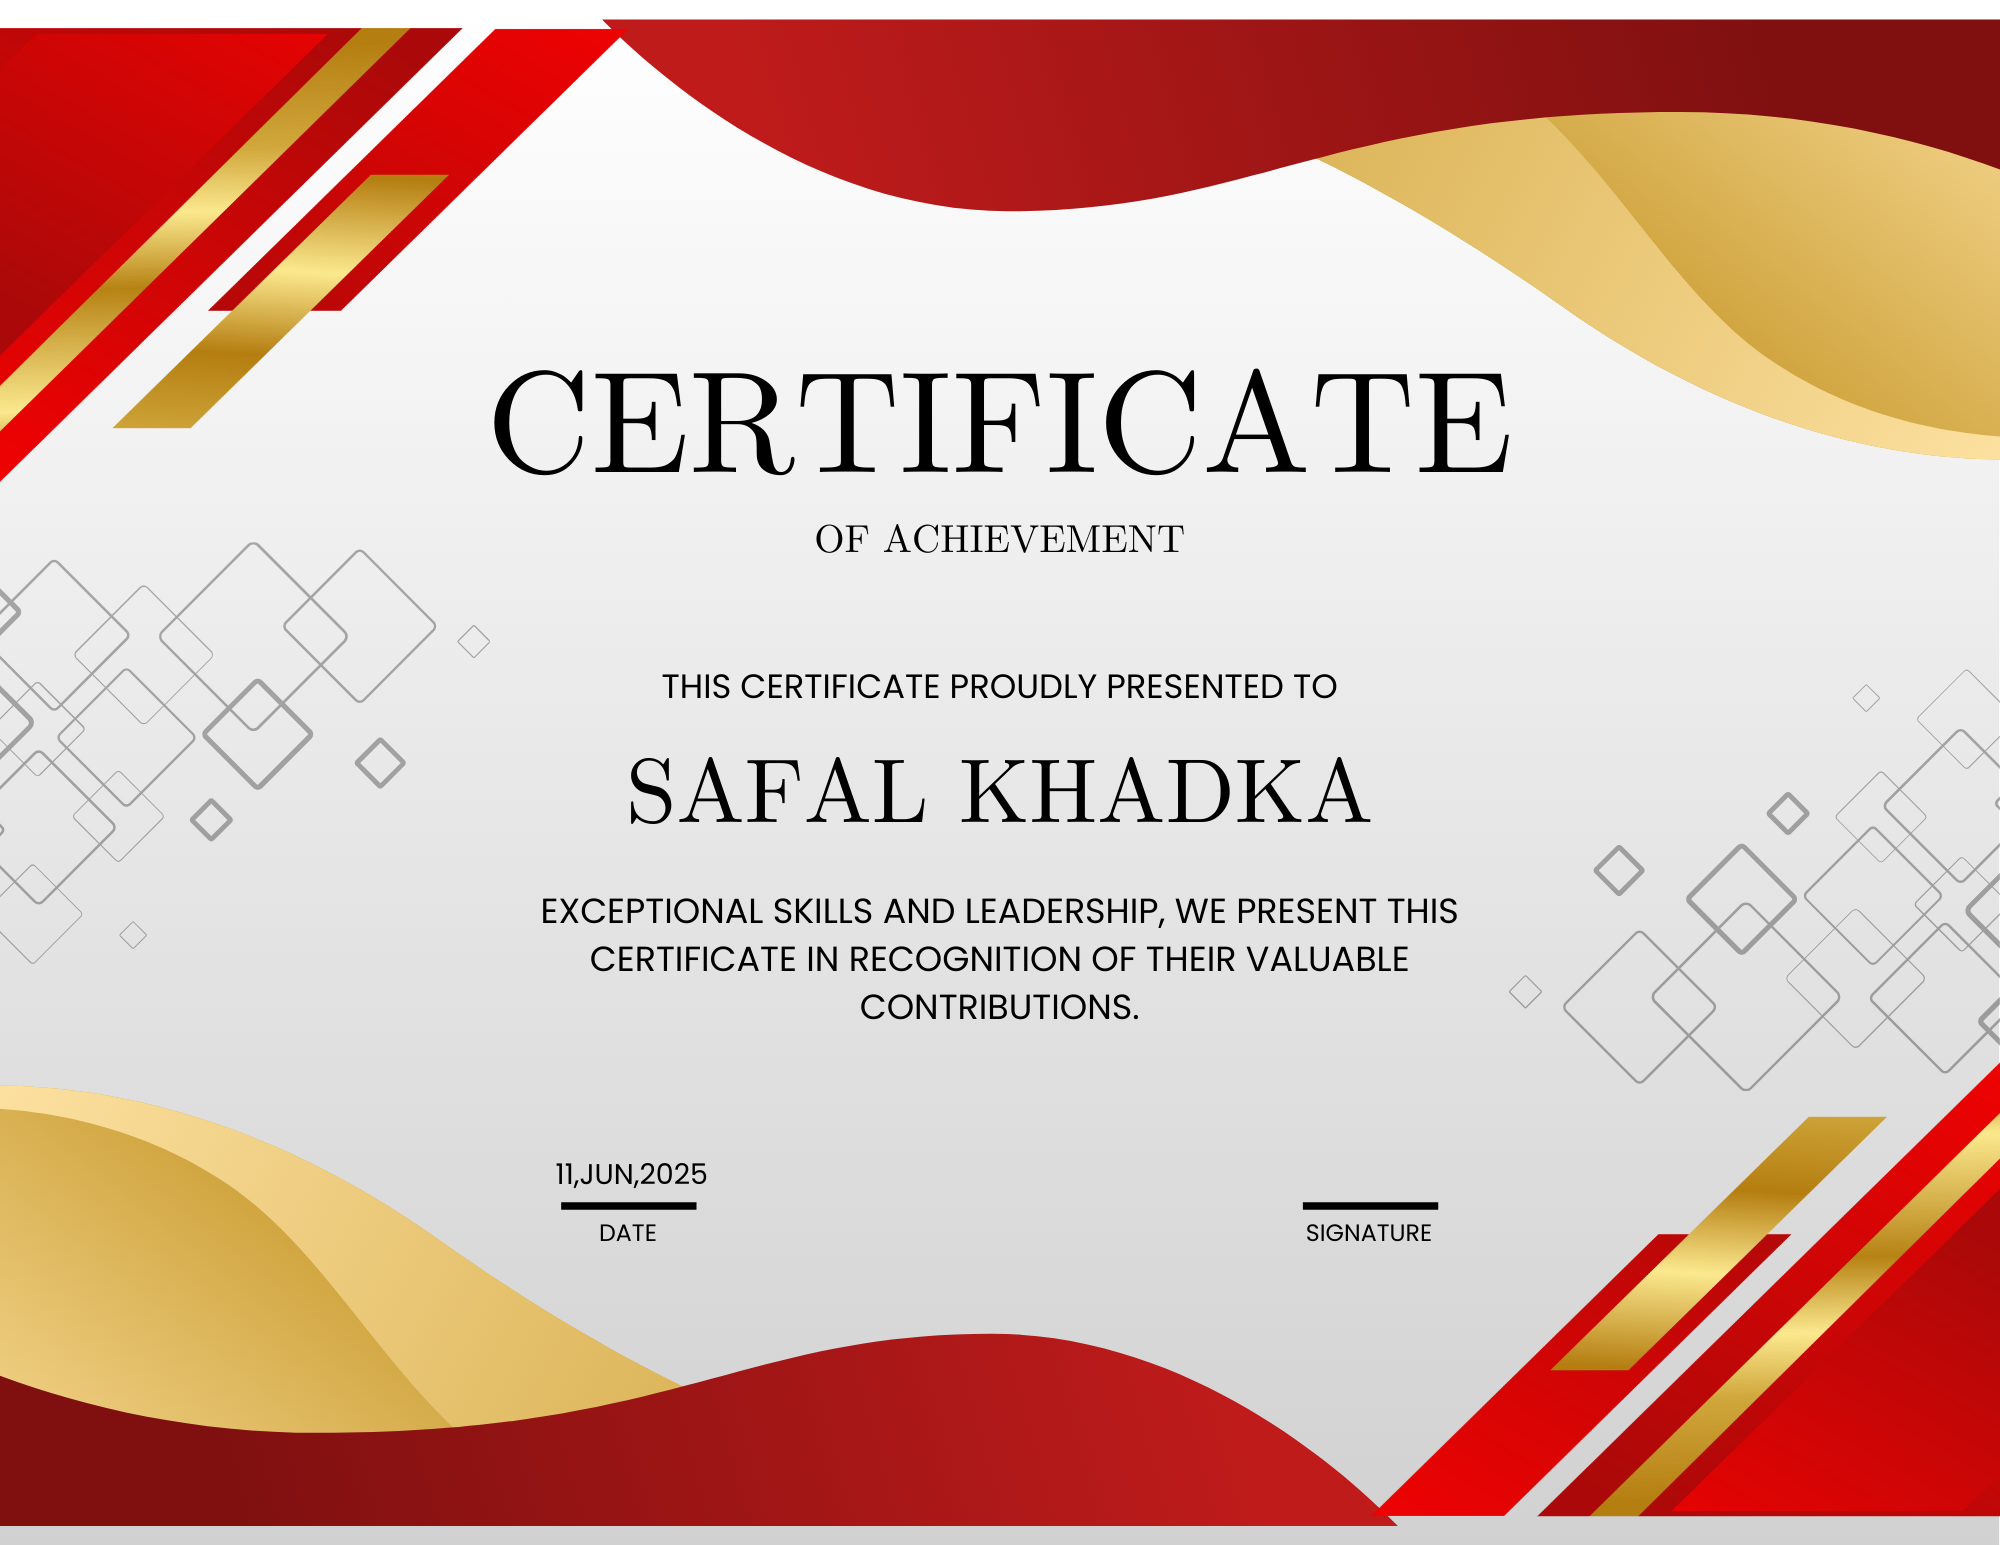 CERTIFICATE
OF ACHIEVEMENT
THIS CERTIFICATE PROUDLY PRESENTED TO
SAFAL KHADKA
EXCEPTIONAL SKILLS AND LEADERSHIP, WE PRESENT THIS
CERTIFICATE IN RECOGNITION OF THEIR VALUABLE
CONTRIBUTIONS.
11,JUN,2025
DATE
SIGNATURE